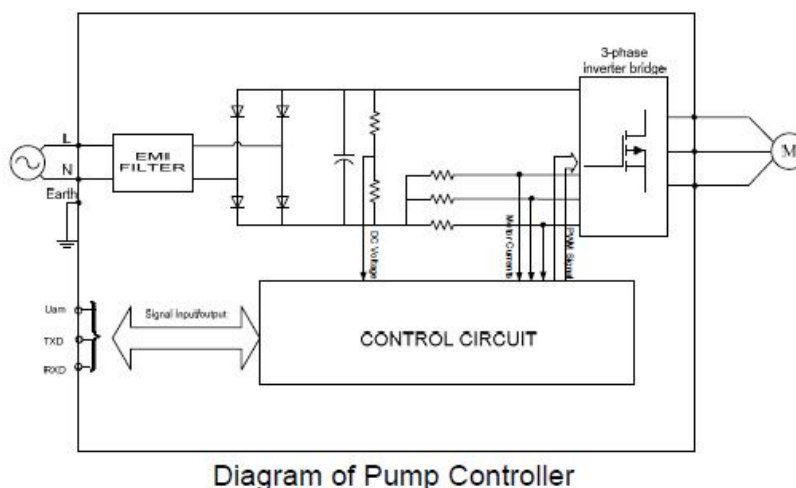 3-phase
inverter bridge
L
EMI
FILTER
N
Earth
M
DC Voltage
Motor Currents
PWM Signal
Uam
Signal Input/output
TXD
RXD
CONTROL CIRCUIT
Diagram of Pump Controller